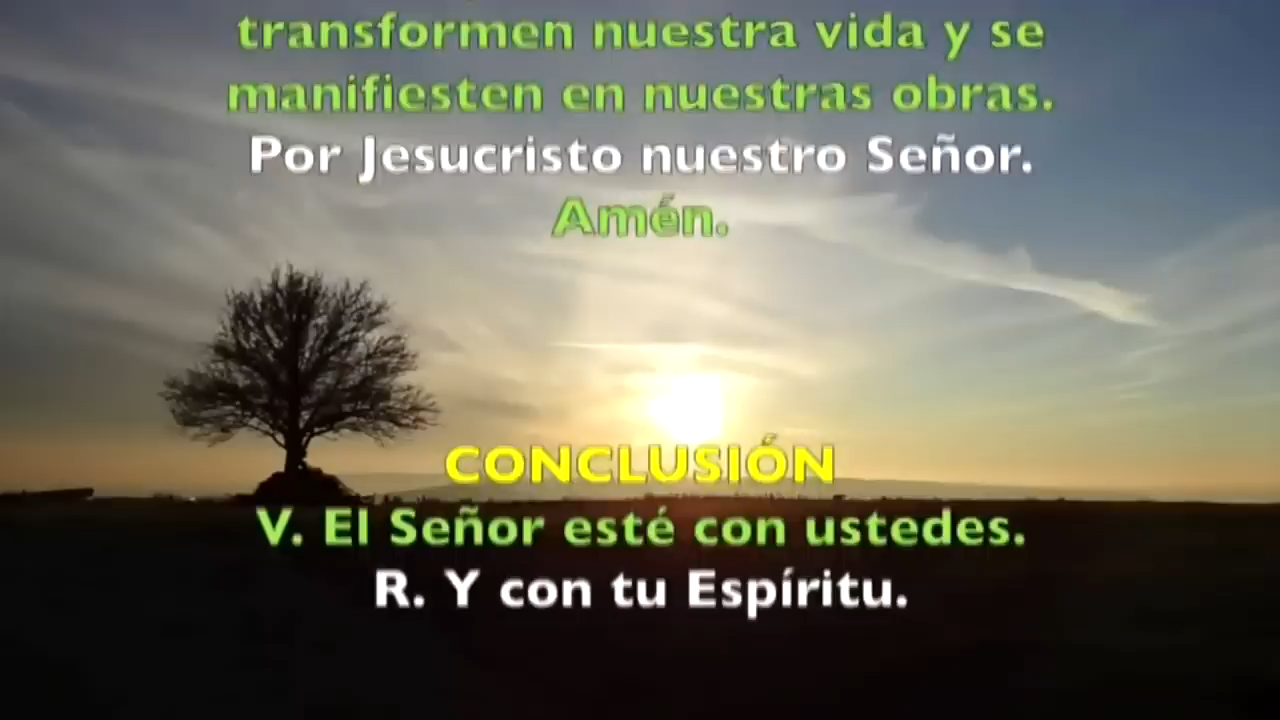 transformen nuestra vida y se
manifiesten en nuestras obras.
Por Jesucristo nuestro Señor.
Amén.
CONCLUSIÓN
V. El Señor esté con ustedes.
R. Y con tu Espíritu.